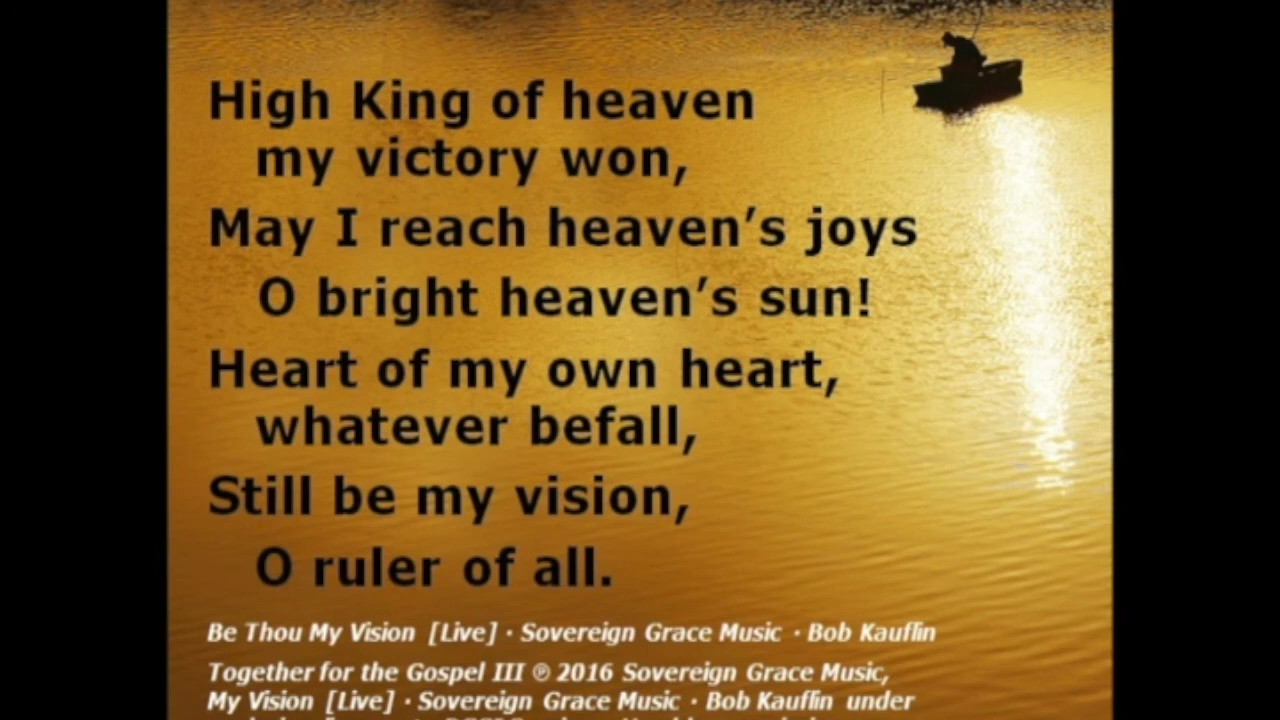 High King of heaven
my victory won,
May I reach heaven's joys
O bright heaven's sun!
Heart of my own heart,
whatever befall,
Still be my vision,
O ruler of all.
Be Thou My Vision [Live] · Sovereign Grace Music · Bob Kauflin
Together for the Gospel III ℗ 2016 Sovereign Grace Music,
My Vision [Live] · Sovereign Grace Music · Bob Kauflin under